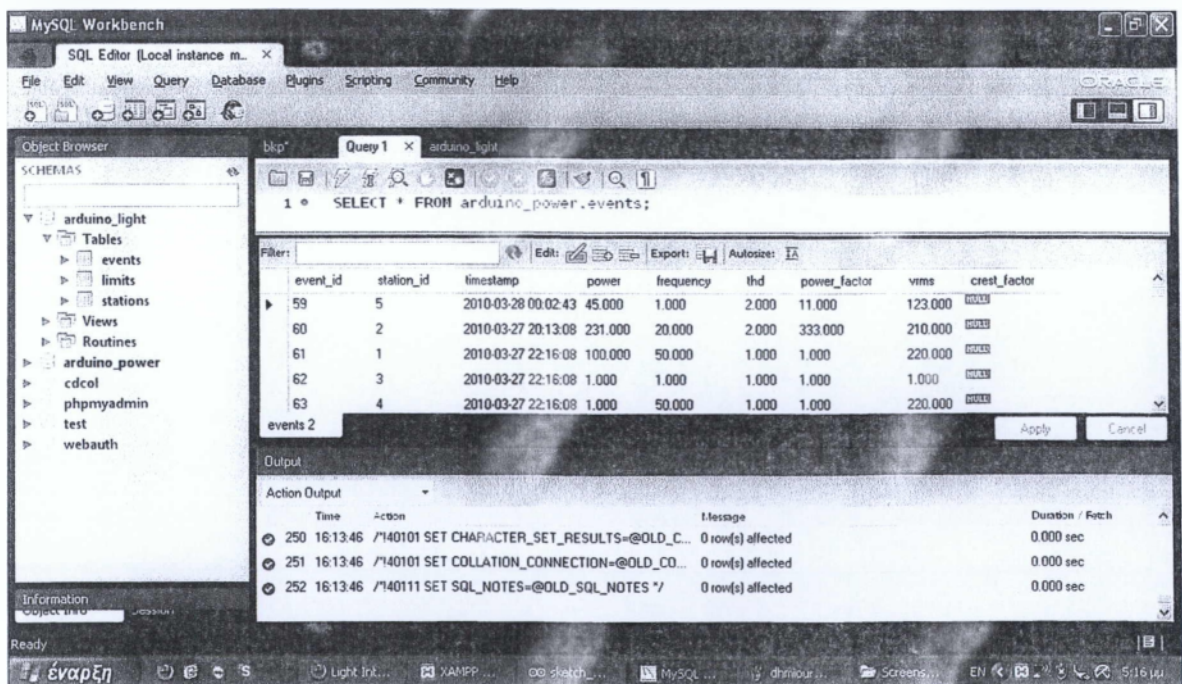 MySQL Workbench
SQL Editor (Local instance m... ×
File Edit View Query Database Plugins Scripting Community Help
ORACLE
Object Browser
bkp* Query 1 × arduino_light
SCHEMAS
1 SELECT * FROM arduino_power.events;
arduino_light
Tables
events
limits
stations
Views
Routines
arduino_power
cdcol
phpmyadmin
test
webauth
Filter: Edit: Export: Autosize:
event_id station_id timestamp power frequency thd power_factor vrms crest_factor
59 5 2010-03-28 00:02:43 45.000 1.000 2.000 11.000 123.000 NULL
60 2 2010-03-27 20:13:08 231.000 20.000 2.000 333.000 210.000 NULL
61 1 2010-03-27 22:16:08 100.000 50.000 1.000 1.000 220.000 NULL
62 3 2010-03-27 22:16:08 1.000 1.000 1.000 1.000 1.000 NULL
63 4 2010-03-27 22:16:08 1.000 50.000 1.000 1.000 220.000 NULL
events 2
Apply Cancel
Output
Action Output
Time Action Message Duration / Fetch
250 16:13:46 /*!40101 SET CHARACTER_SET_RESULTS=@OLD_C... 0 row(s) affected 0.000 sec
251 16:13:46 /*!40101 SET COLLATION_CONNECTION=@OLD_CO... 0 row(s) affected 0.000 sec
252 16:13:46 /*!40111 SET SQL_NOTES=@OLD_SQL_NOTES */ 0 row(s) affected 0.000 sec
Information
Object Info Session
Ready
έναρξη Light Int... XAMPP ... sketch_... MySQL ... dhmiour... Screens... EN 5:16 μμ